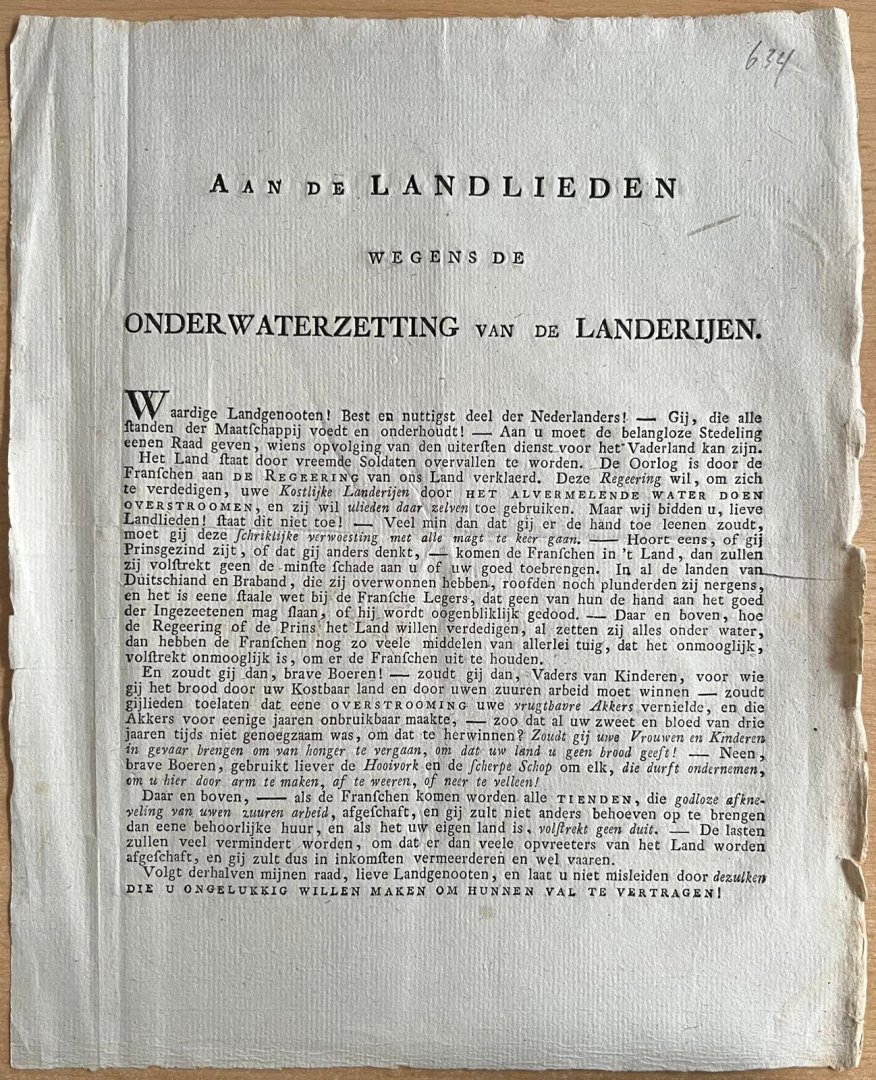 634
AAN DE LANDLIEDEN
WEGENS DE
ONDERWATERZETTING VAN DE LANDERIJEN.
Waardige Landgenooten! Best en nuttigst deel der Nederlanders! — Gij, die alle
ſtanden der Maatſchappij voedt en onderhoudt! — Aan u moet de belangloze Stedeling
eenen Raad geven, wiens opvolging van den uiterſten dienst voor het Vaderland kan zijn.
Het Land ſtaat door vreemde Soldaten overvallen te worden. De Oorlog is door de
Franſchen aan DE REGEERING van ons Land verklaerd. Deze Regeering wil, om zich
te verdedigen, uwe Kostlijke Landerijen door HET ALVERMELENDE WATER DOEN
OVERSTROOMEN, en zij wil ulieden daar zelven toe gebruiken. Maar wij bidden u, lieve
Landlieden! ſtaat dit niet toe! — Veel min dan dat gij er de hand toe leenen zoudt,
moet gij deze ſchriklijke verwoesting met alle magt te keer gaan. — Hoort eens, of gij
Prinsgezind zijt, of dat gij anders denkt, — komen de Franſchen in 't Land, dan zullen
zij volſtrekt geen de minſte ſchade aan u of uw goed toebrengen. In al de landen van
Duitschland en Braband, die zij overwonnen hebben, roofden noch plunderden zij nergens,
en het is eene ſtaale wet bij de Franſche Legers, dat geen van hun de hand aan het goed
der Ingezeetenen mag ſlaan, of hij wordt oogenbliklijk gedood. — Daar en boven, hoe
de Regeering of de Prins het Land willen verdedigen, al zetten zij alles onder water,
dan hebben de Franſchen nog zo veele middelen van allerlei tuig, dat het onmooglijk,
volſtrekt onmooglijk is, om er de Franſchen uit te houden.
En zoudt gij dan, brave Boeren! — zoudt gij dan, Vaders van Kinderen, voor wie
gij het brood door uw Kostbaar land en door uwen zuuren arbeid moet winnen — zoudt
gijlieden toelaten dat eene OVERSTROOMING uwe vrugtbavre Akkers vernielde, en die
Akkers voor eenige jaaren onbruikbaar maakte, — zoo dat al uw zweet en bloed van drie
jaaren tijds niet genoegzaam was, om dat te herwinnen? Zoudt gij uwe Vrouwen en Kinderen
in gevaar brengen om van honger te vergaan, om dat uw land u geen brood geeft! — Neen,
brave Boeren, gebruikt liever de Hooivork en de ſcherpe Schop om elk, die durft ondernemen,
om u hier door arm te maken, af te weeren, of neer te velleen!
Daar en boven, — als de Franſchen komen worden alle TIENDEN, die godloze afkne-
veling van uwen zuuren arbeid, afgeſchaft, en gij zult niet anders behoeven op te brengen
dan eene behoorlijke huur, en als het uw eigen land is, volſtrekt geen duit. — De lasten
zullen veel vermindert worden, om dat er dan veele opvreeters van het Land worden
afgeſchaft, en gij zult dus in inkomſten vermeerderen en wel vaaren.
Volgt derhalven mijnen raad, lieve Landgenooten, en laat u niet misleiden door dezulken
DIE U ONGELUKKIG WILLEN MAKEN OM HUNNEN VAL TE VERTRAGEN!